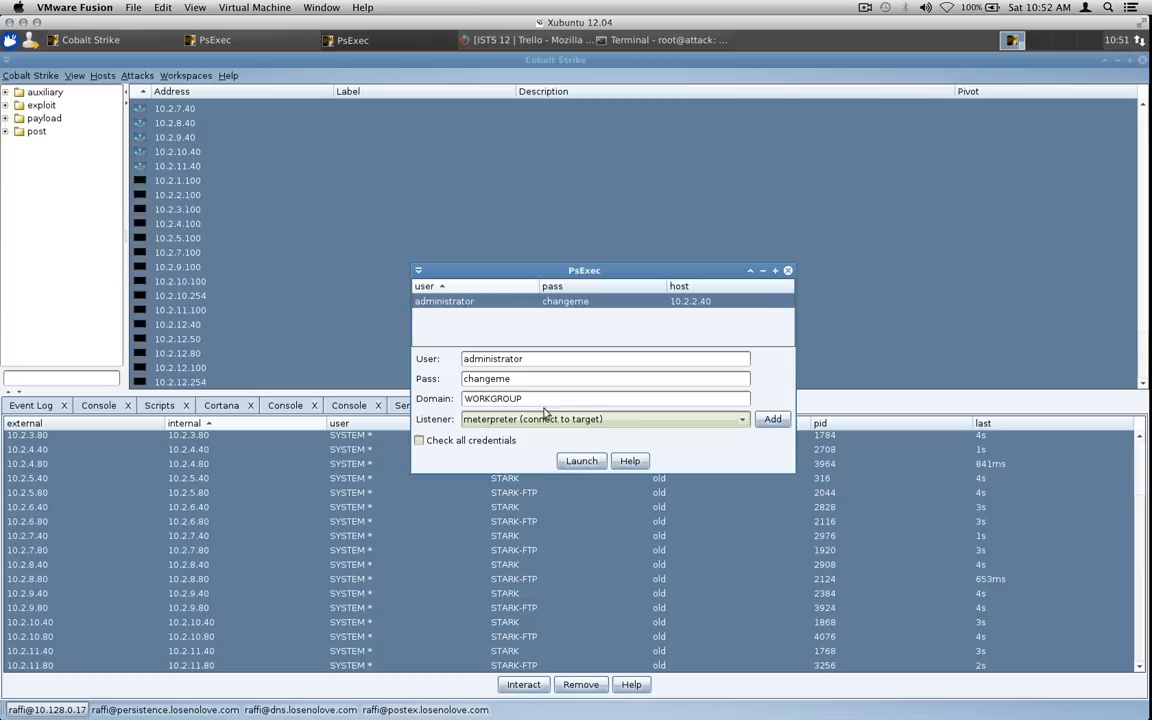 VMware Fusion File Edit View Virtual Machine Window Help 100% Sat 10:52 AM
Xubuntu 12.04
Cobalt Strike PsExec PsExec [ISTS 12 | Trello - Mozilla ... Terminal - root@attack: ... 10:51
Cobalt Strike
Cobalt Strike View Hosts Attacks Workspaces Help
auxiliary
exploit
payload
post
Address Label Description Pivot
10.2.7.40
10.2.8.40
10.2.9.40
10.2.10.40
10.2.11.40
10.2.1.100
10.2.2.100
10.2.3.100
10.2.4.100
10.2.5.100
10.2.7.100
10.2.9.100
10.2.10.100
10.2.10.254
10.2.11.100
10.2.12.40
10.2.12.50
10.2.12.80
10.2.12.100
10.2.12.254
PsExec
user pass host
administrator changeme 10.2.2.40
User: administrator
Pass: changeme
Domain: WORKGROUP
Listener: meterpreter (connect to target) Add
Check all credentials
Launch Help
Event Log X Console X Scripts X Cortana X Console X Console X Ser
external internal user pid last
10.2.3.80 10.2.3.80 SYSTEM * 1784 4s
10.2.4.40 10.2.4.40 SYSTEM * 2708 1s
10.2.4.80 10.2.4.80 SYSTEM * 3964 841ms
10.2.5.40 10.2.5.40 SYSTEM * STARK old 316 4s
10.2.5.80 10.2.5.80 SYSTEM * STARK-FTP old 2044 4s
10.2.6.40 10.2.6.40 SYSTEM * STARK old 2828 3s
10.2.6.80 10.2.6.80 SYSTEM * STARK-FTP old 2116 3s
10.2.7.40 10.2.7.40 SYSTEM * STARK old 2976 1s
10.2.7.80 10.2.7.80 SYSTEM * STARK-FTP old 1920 3s
10.2.8.40 10.2.8.40 SYSTEM * STARK old 2908 4s
10.2.8.80 10.2.8.80 SYSTEM * STARK-FTP old 2124 653ms
10.2.9.40 10.2.9.40 SYSTEM * STARK old 2384 4s
10.2.9.80 10.2.9.80 SYSTEM * STARK-FTP old 3924 4s
10.2.10.40 10.2.10.40 SYSTEM * STARK old 1868 3s
10.2.10.80 10.2.10.80 SYSTEM * STARK-FTP old 4076 4s
10.2.11.40 10.2.11.40 SYSTEM * STARK old 1768 3s
10.2.11.80 10.2.11.80 SYSTEM * STARK-FTP old 3256 2s
Interact Remove Help
raffi@10.128.0.17 raffi@persistence.losenolove.com raffi@dns.losenolove.com raffi@postex.losenolove.com